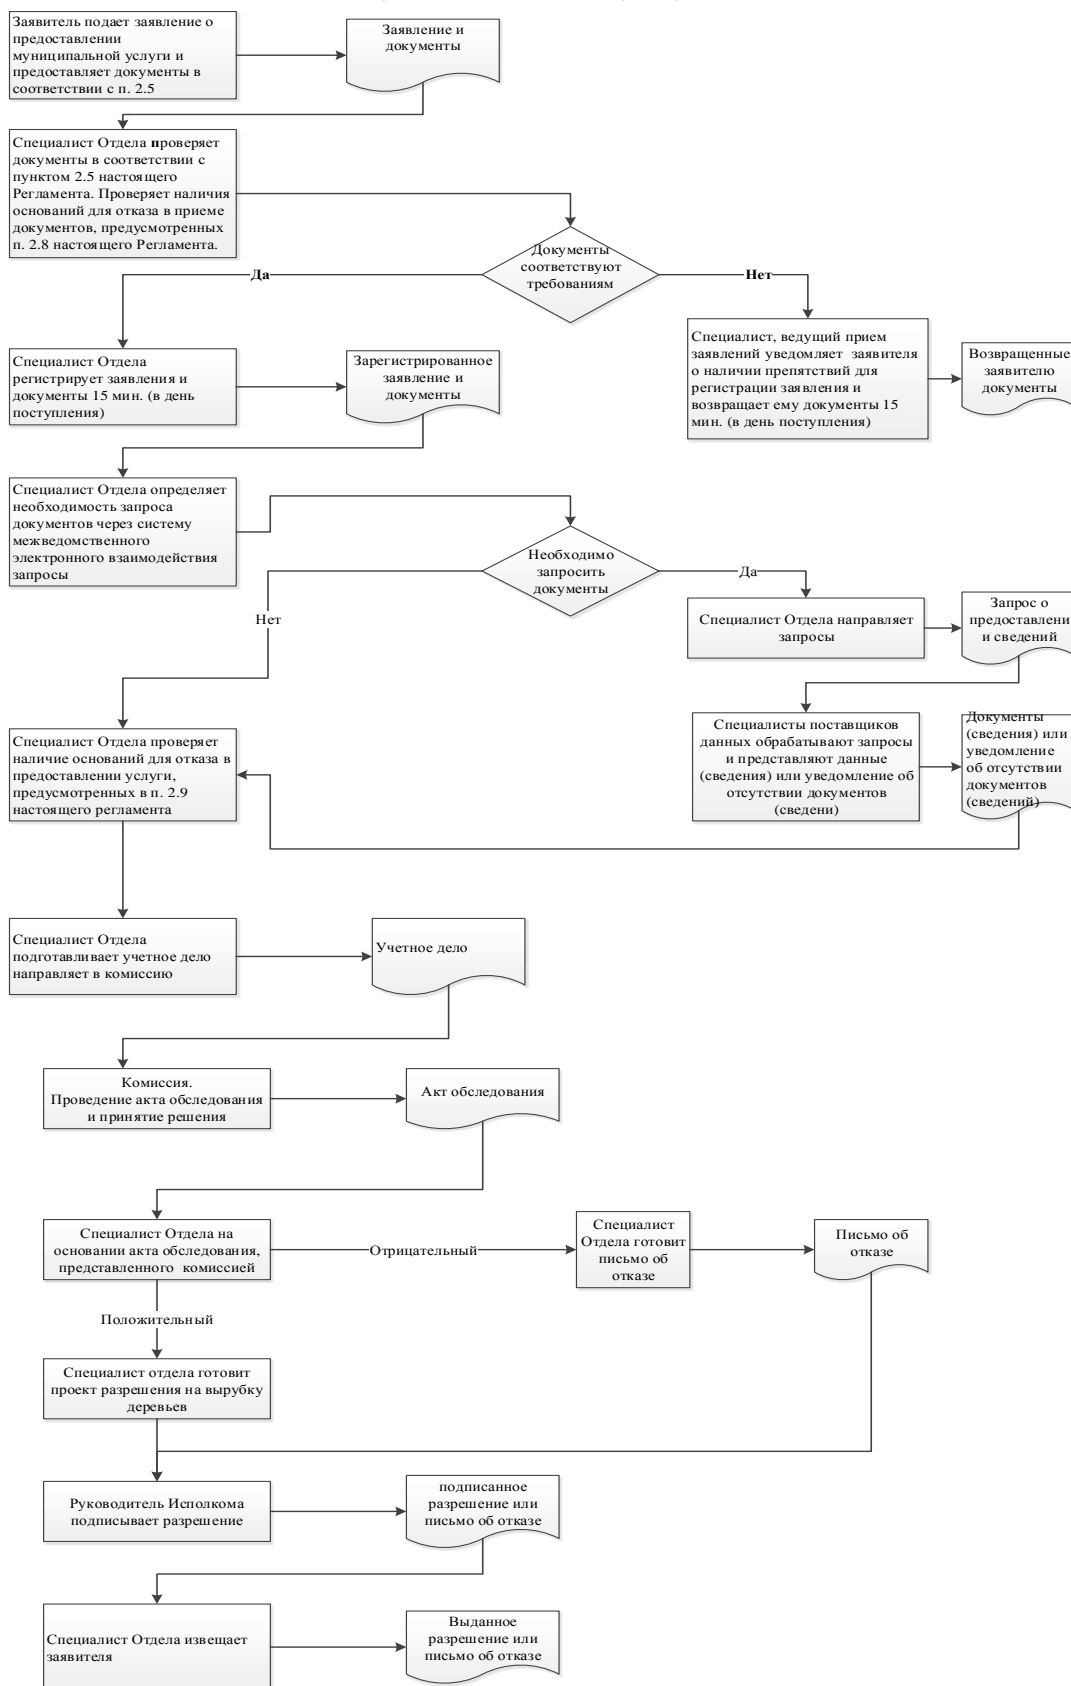 Заявитель подает заявление о
предоставлении
муниципальной услуги и
предоставляет документы в
соответствии с п. 2.5
Заявление и
документы
Специалист Отдела проверяет
документы в соответствии с
пунктом 2.5 настоящего
Регламента. Проверяет наличия
оснований для отказа в приеме
документов, предусмотренных
п. 2.8 настоящего Регламента.
Документы
соответствуют
требованиям
Да
Нет
Специалист Отдела
регистрирует заявления и
документы 15 мин. (в день
поступления)
Зарегистрированное
заявление и
документы
Специалист, ведущий прием
заявлений уведомляет заявителя
о наличии препятствий для
регистрации заявления и
возвращает ему документы 15
мин. (в день поступления)
Возвращенные
заявителю
документы
Специалист Отдела определяет
необходимость запроса
документов через систему
межведомственного
электронного взаимодействия
запросы
Необходимо
запросить
документы
Да
Нет
Специалист Отдела направляет
запросы
Запрос о
предоставлени
и сведений
Специалисты поставщиков
данных обрабатывают запросы
и представляют данные
(сведения) или уведомление об
отсутствии документов
(сведени)
Документы
(сведения) или
уведомление
об отсутствии
документов
(сведений)
Специалист Отдела проверяет
наличие оснований для отказа в
предоставлении услуги,
предусмотренных в п. 2.9
настоящего регламента
Специалист Отдела
подготавливает учетное дело
направляет в комиссию
Учетное дело
Комиссия.
Проведение акта обследования
и принятие решения
Акт обследования
Специалист Отдела на
основании акта обследования,
представленного комиссией
Отрицательный
Специалист
Отдела готовит
письмо об
отказе
Письмо об
отказе
Положительный
Специалист отдела готовит
проект разрешения на вырубку
деревьев
Руководитель Исполкома
подписывает разрешение
подписанное
разрешение или
письмо об отказе
Специалист Отдела извещает
заявителя
Выданное
разрешение или
письмо об отказе